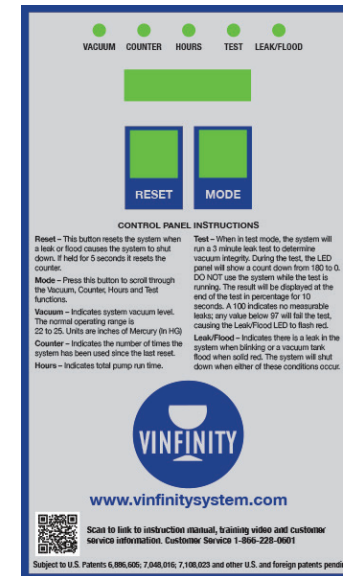 VACUUM COUNTER HOURS TEST LEAK/FLOOD
RESET MODE
CONTROL PANEL INSTRUCTIONS
Reset – This button resets the system when
a leak or flood causes the system to shut
down. If held for 5 seconds it resets the
counter.
Mode – Press this button to scroll through
the Vacuum, Counter, Hours and Test
functions.
Vacuum – Indicates system vacuum level.
The normal operating range is
22 to 25. Units are inches of Mercury (In HG)
Counter – Indicates the number of times the
system has been used since the last reset.
Hours – Indicates total pump run time.
Test – When in test mode, the system will
run a 3 minute leak test to determine
vacuum integrity. During the test, the LED
panel will show a count down from 180 to 0.
DO NOT use the system while the test is
running. The result will be displayed at the
end of the test in percentage for 10
seconds. A 100 indicates no measurable
leaks; any value below 97 will fail the test,
causing the Leak/Flood LED to flash red.
Leak/Flood – Indicates there is a leak in the
system when blinking or a vacuum tank
flood when solid red. The system will shut
down when either of these conditions occur.
VINFINITY
www.vinfinitysystem.com
Scan to link to instruction manual, training video and customer
service information. Customer Service 1-866-228-0601
Subject to U.S. Patents 6,886,605; 7,048,016; 7,108,023 and other U.S. and foreign patents pendi